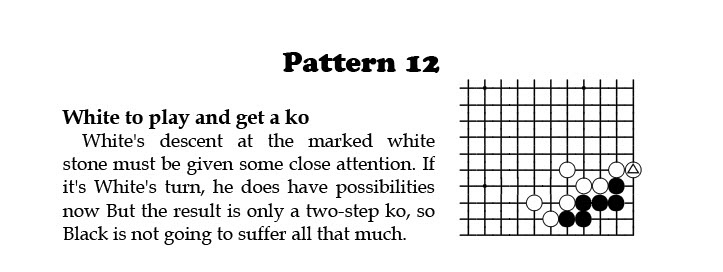 Pattern 12
White to play and get a ko
White's descent at the marked white
stone must be given some close attention. If
it's White's turn, he does have possibilities
now But the result is only a two-step ko, so
Black is not going to suffer all that much.